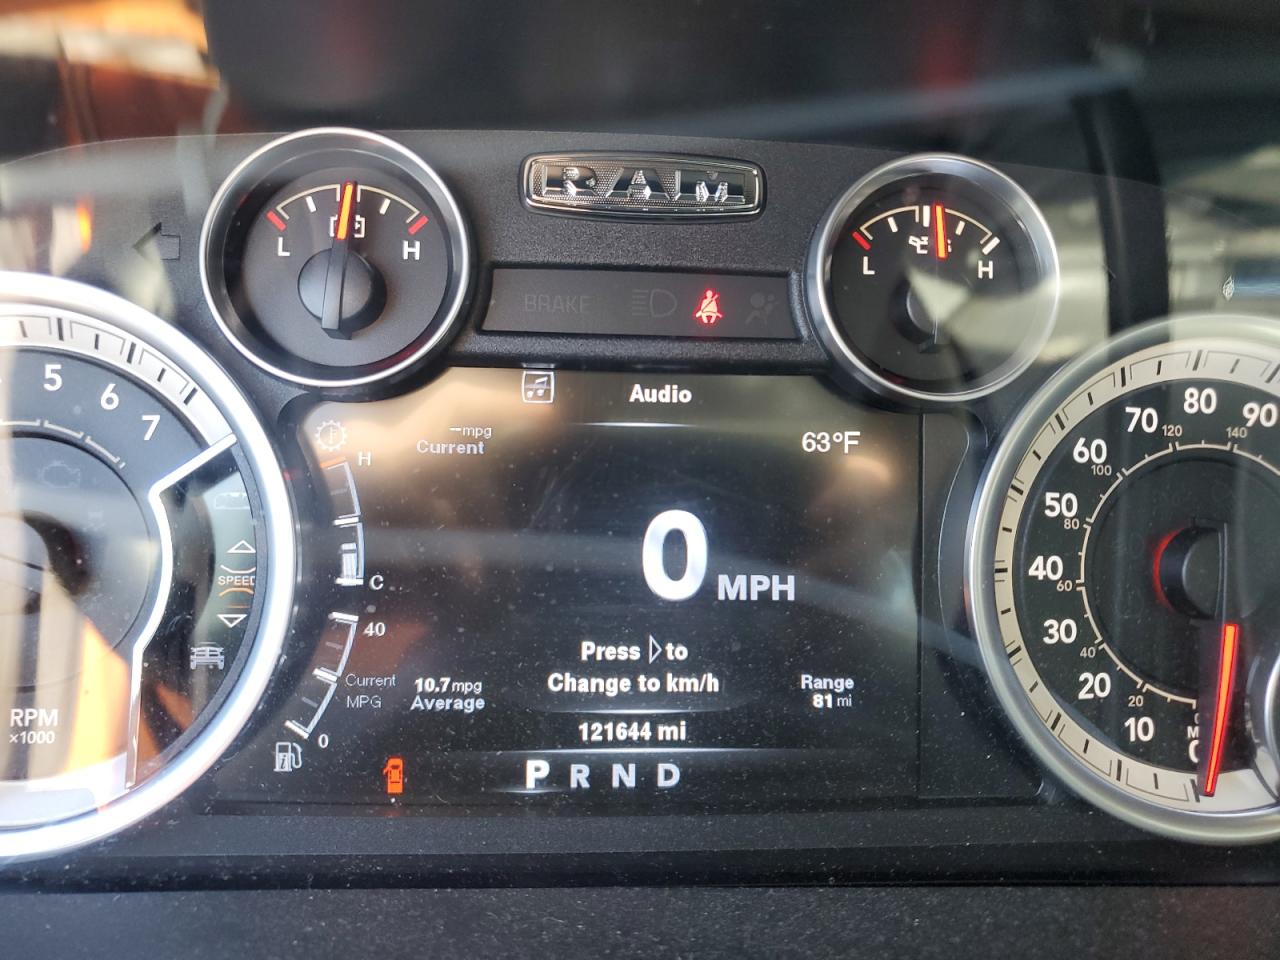 RAM
L H
L H
BRAKE
Audio
--mpg
Current
63°F
H
C
0 MPH
40
Current
MPG
0
10.7mpg
Average
Press ▷ to
Change to km/h
Range
81 mi
121644 mi
P R N D
5 6 7
SPEED
RPM
x1000
10 20 30 40 50 60 70 80 90
20 40 60 80 100 120 140
0